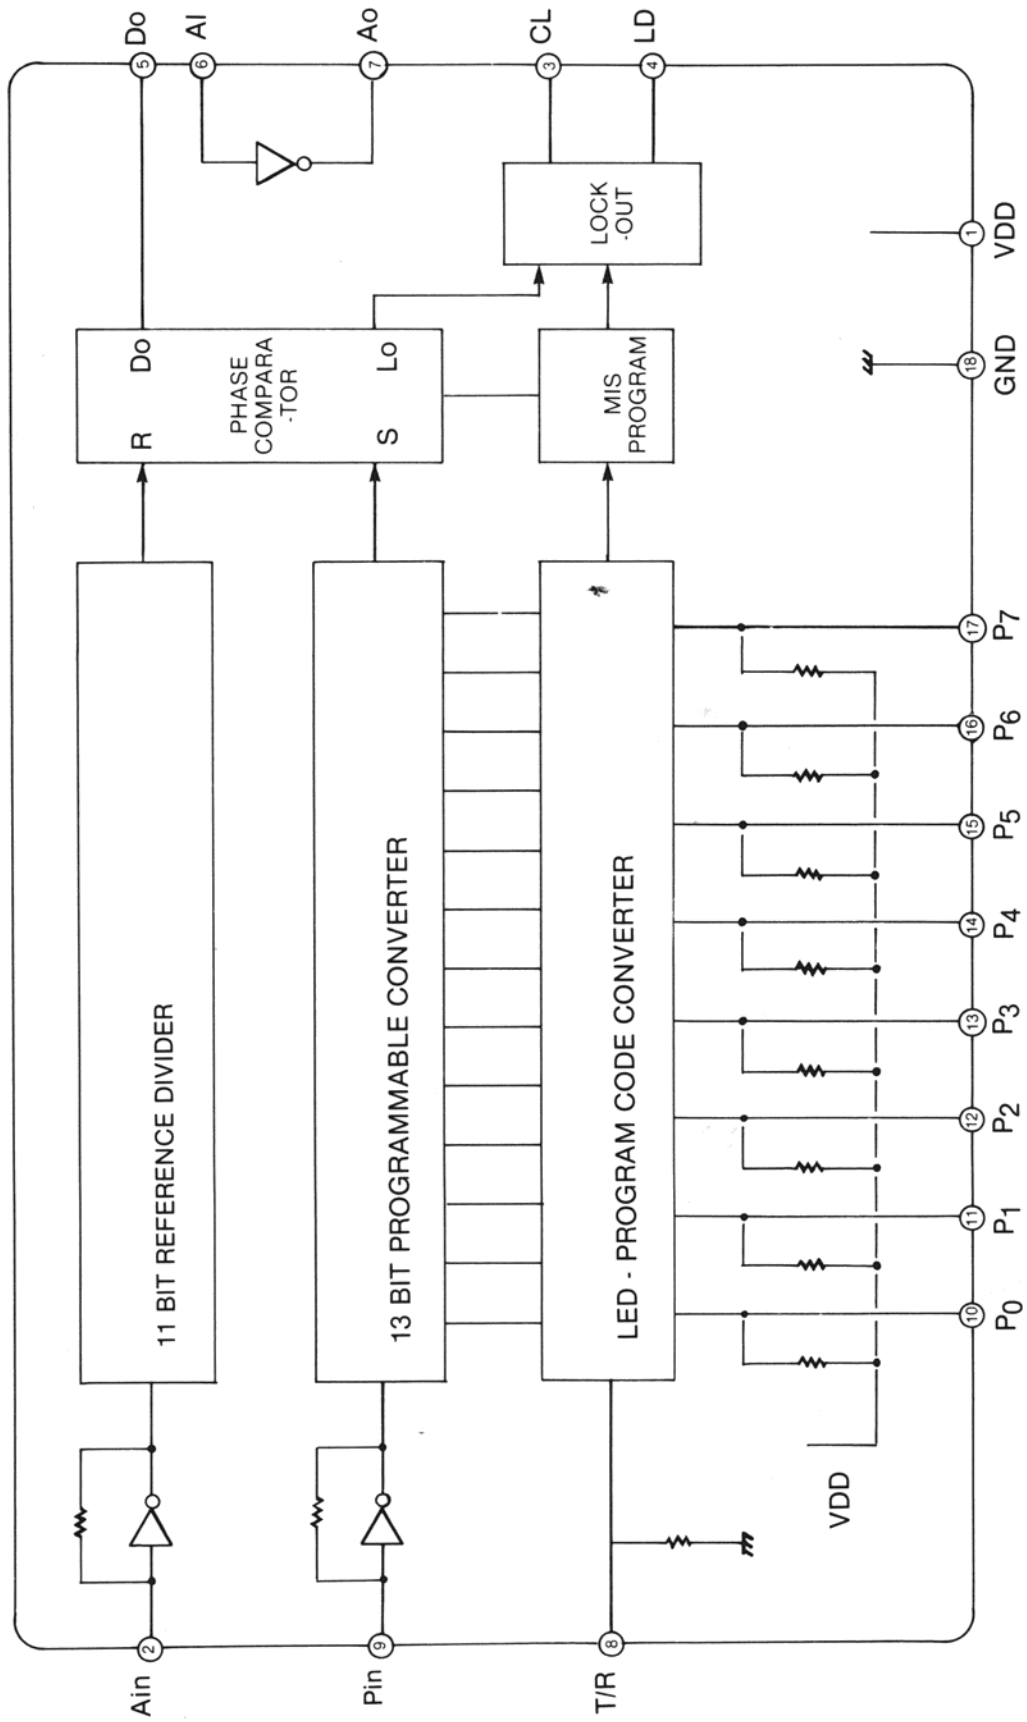 Ain
2
11 BIT REFERENCE DIVIDER
R
Do
PHASE
COMPARA
-TOR
S
Lo
5
Do
6
AI
7
Ao
Pin
9
13 BIT PROGRAMMABLE CONVERTER
T/R
8
LED - PROGRAM CODE CONVERTER
MIS
PROGRAM
LOCK
-OUT
3
CL
4
LD
VDD
10
11
12
13
14
15
16
17
18
1
P0
P1
P2
P3
P4
P5
P6
P7
GND
VDD